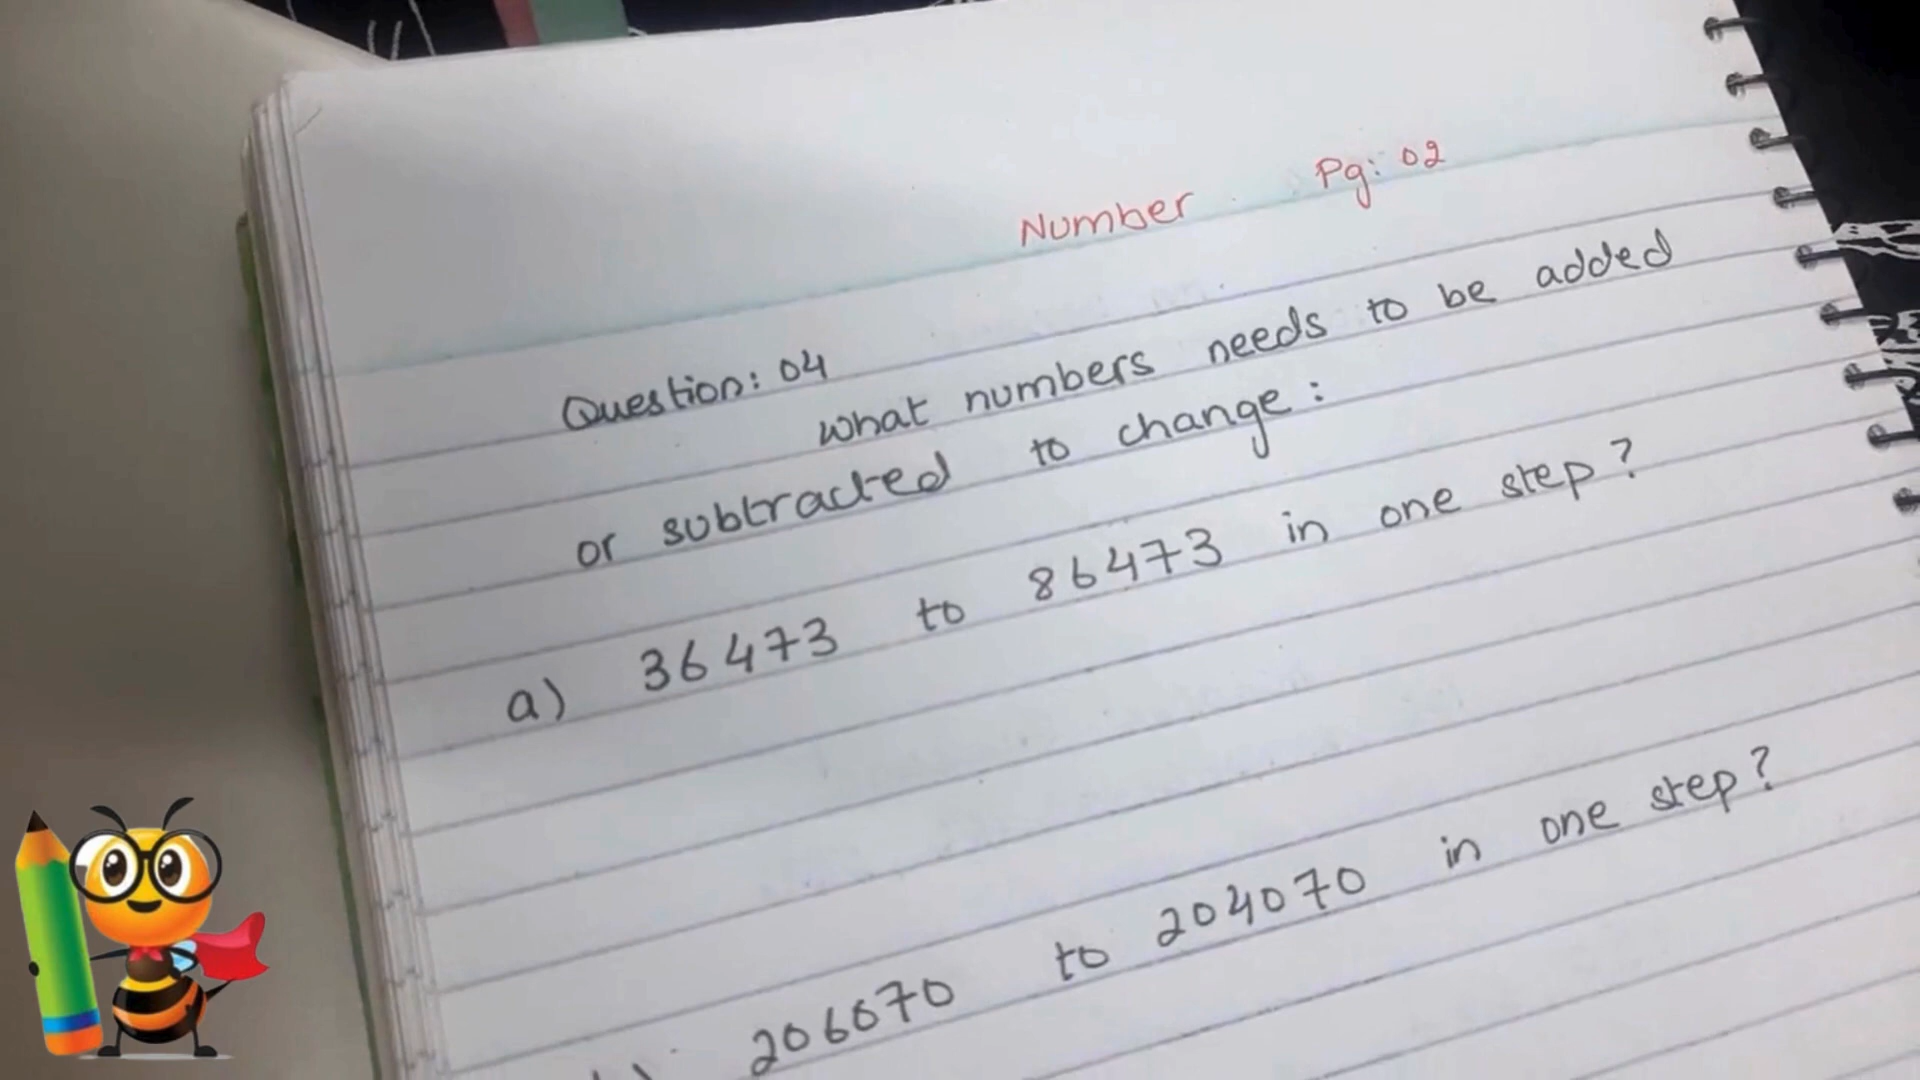 Number Pg: 02
Question: 04
What numbers needs to be added
or subtracted to change:
a) 36473 to 86473 in one step?
206070 to 204070 in one step?